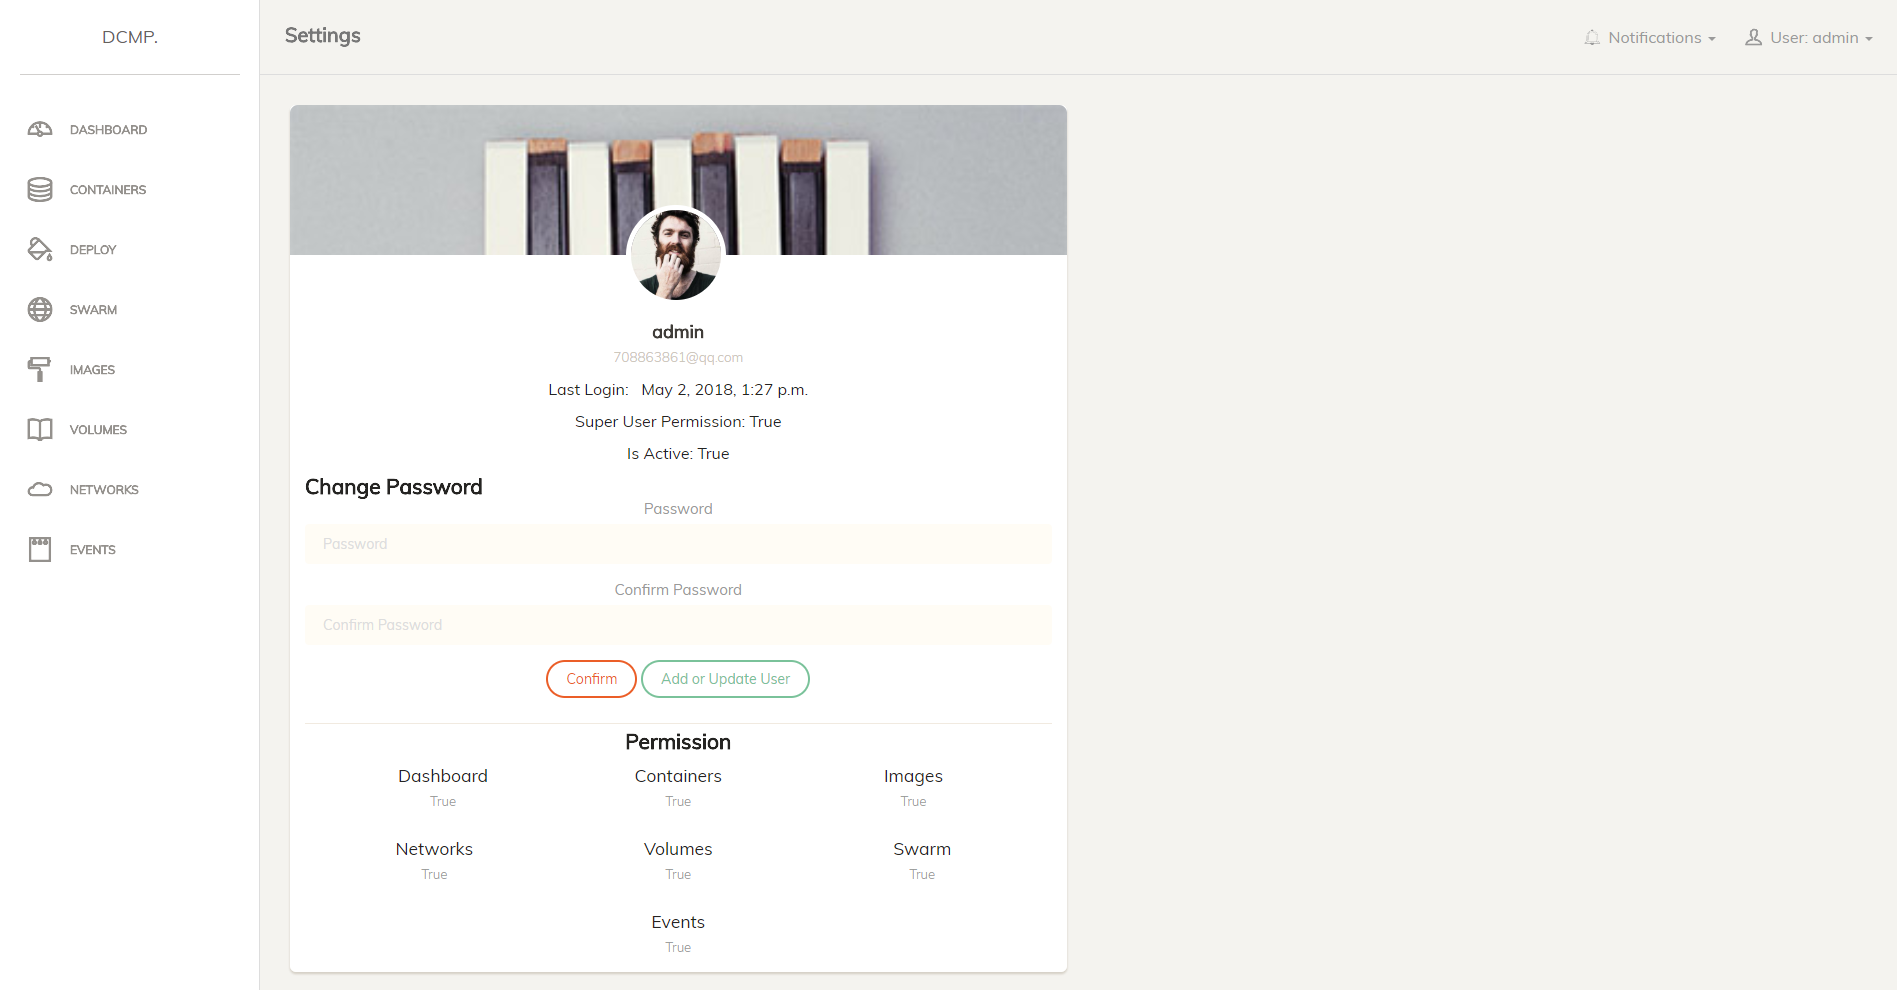 DCMP.
Settings
Notifications
User: admin
DASHBOARD
CONTAINERS
DEPLOY
SWARM
IMAGES
VOLUMES
NETWORKS
EVENTS
admin
708863861@qq.com
Last Login: May 2, 2018, 1:27 p.m.
Super User Permission: True
Is Active: True
Change Password
Password
Password
Confirm Password
Confirm Password
Confirm
Add or Update User
Permission
Dashboard Containers Images
True True True
Networks Volumes Swarm
True True True
Events
True